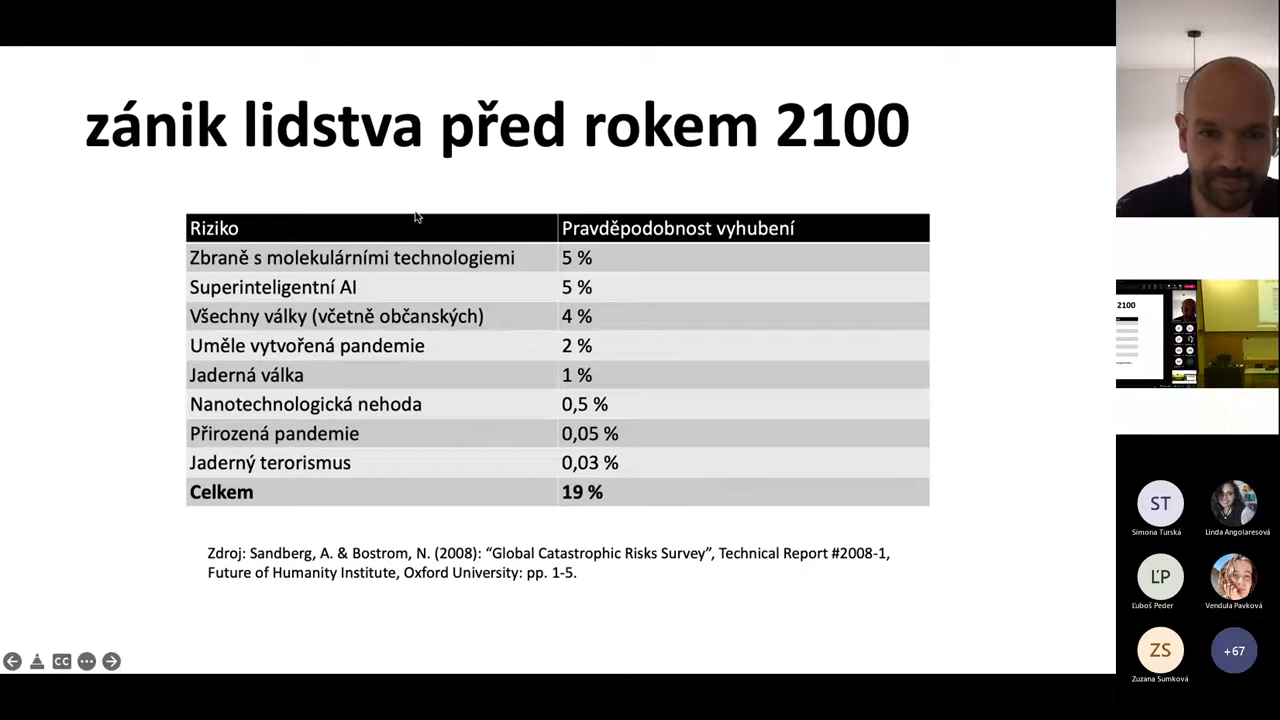 zánik lidstva před rokem 2100
Riziko Pravděpodobnost vyhubení
Zbraně s molekulárními technologiemi 5 %
Superinteligentní AI 5 %
Všechny války (včetně občanských) 4 %
Uměle vytvořená pandemie 2 %
Jaderná válka 1 %
Nanotechnologická nehoda 0,5 %
Přirozená pandemie 0,05 %
Jaderný terorismus 0,03 %
Celkem 19 %
Zdroj: Sandberg, A. & Bostrom, N. (2008): “Global Catastrophic Risks Survey”, Technical Report #2008-1,
Future of Humanity Institute, Oxford University: pp. 1-5.
CC
2100
ST
Simona Turská
Linda Angolaresová
ĽP
Ľuboš Peder
Vendula Pavková
ZS
Zuzana Sumková
+67